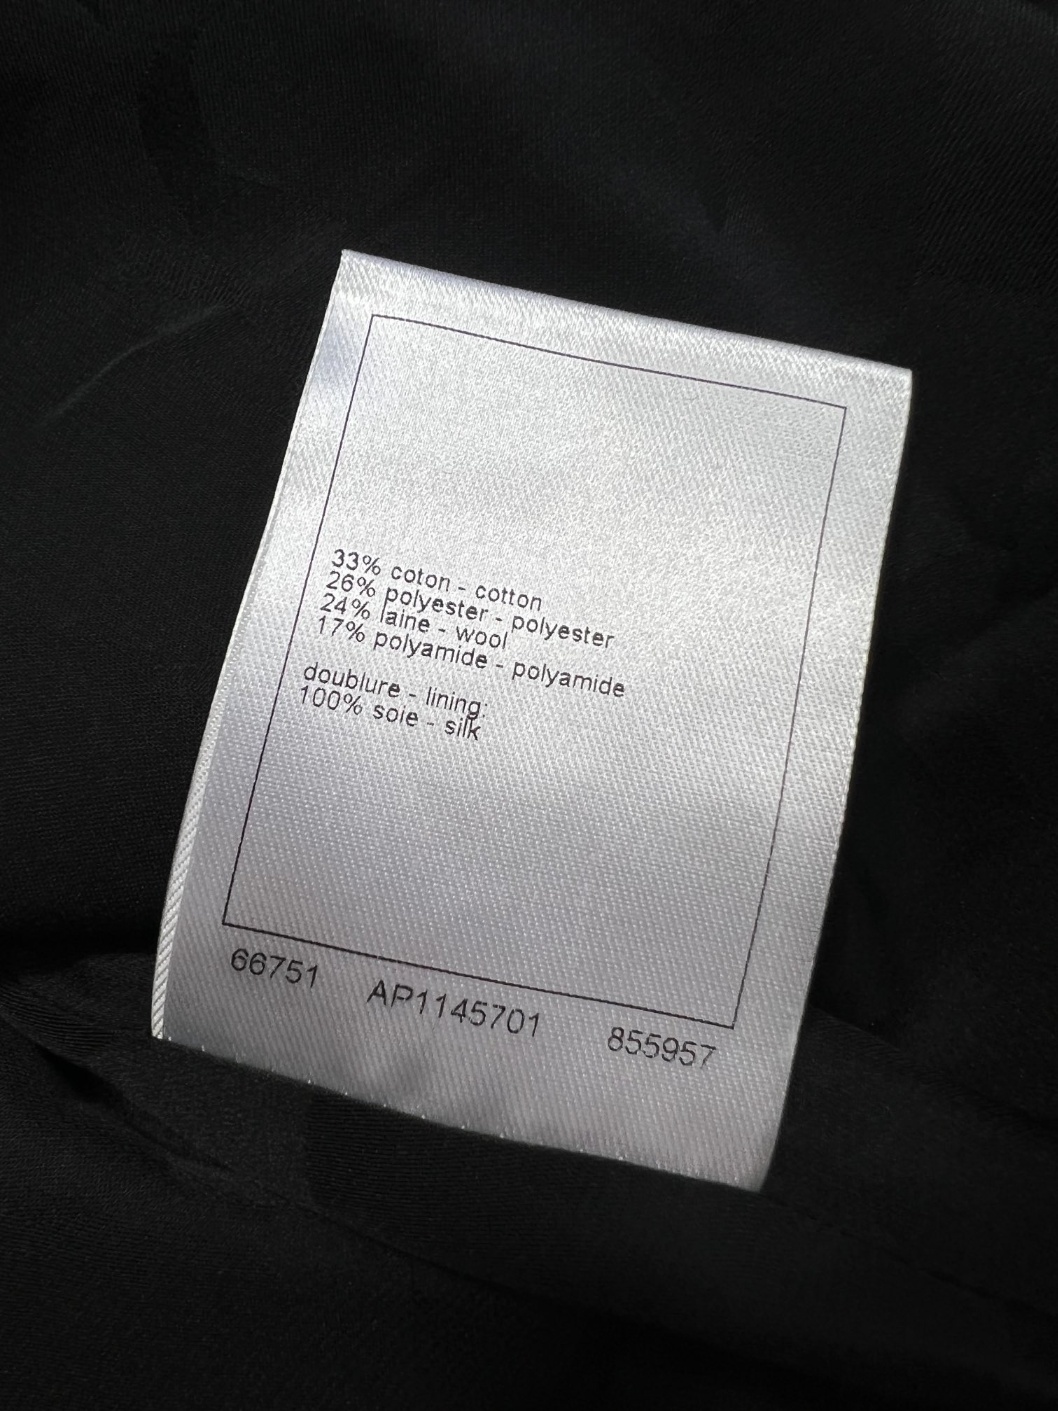 33% coton - cotton
26% polyester - polyester
24% laine - wool
17% polyamide - polyamide
doublure - lining:
100% soie - silk
66751 AP1145701 855957